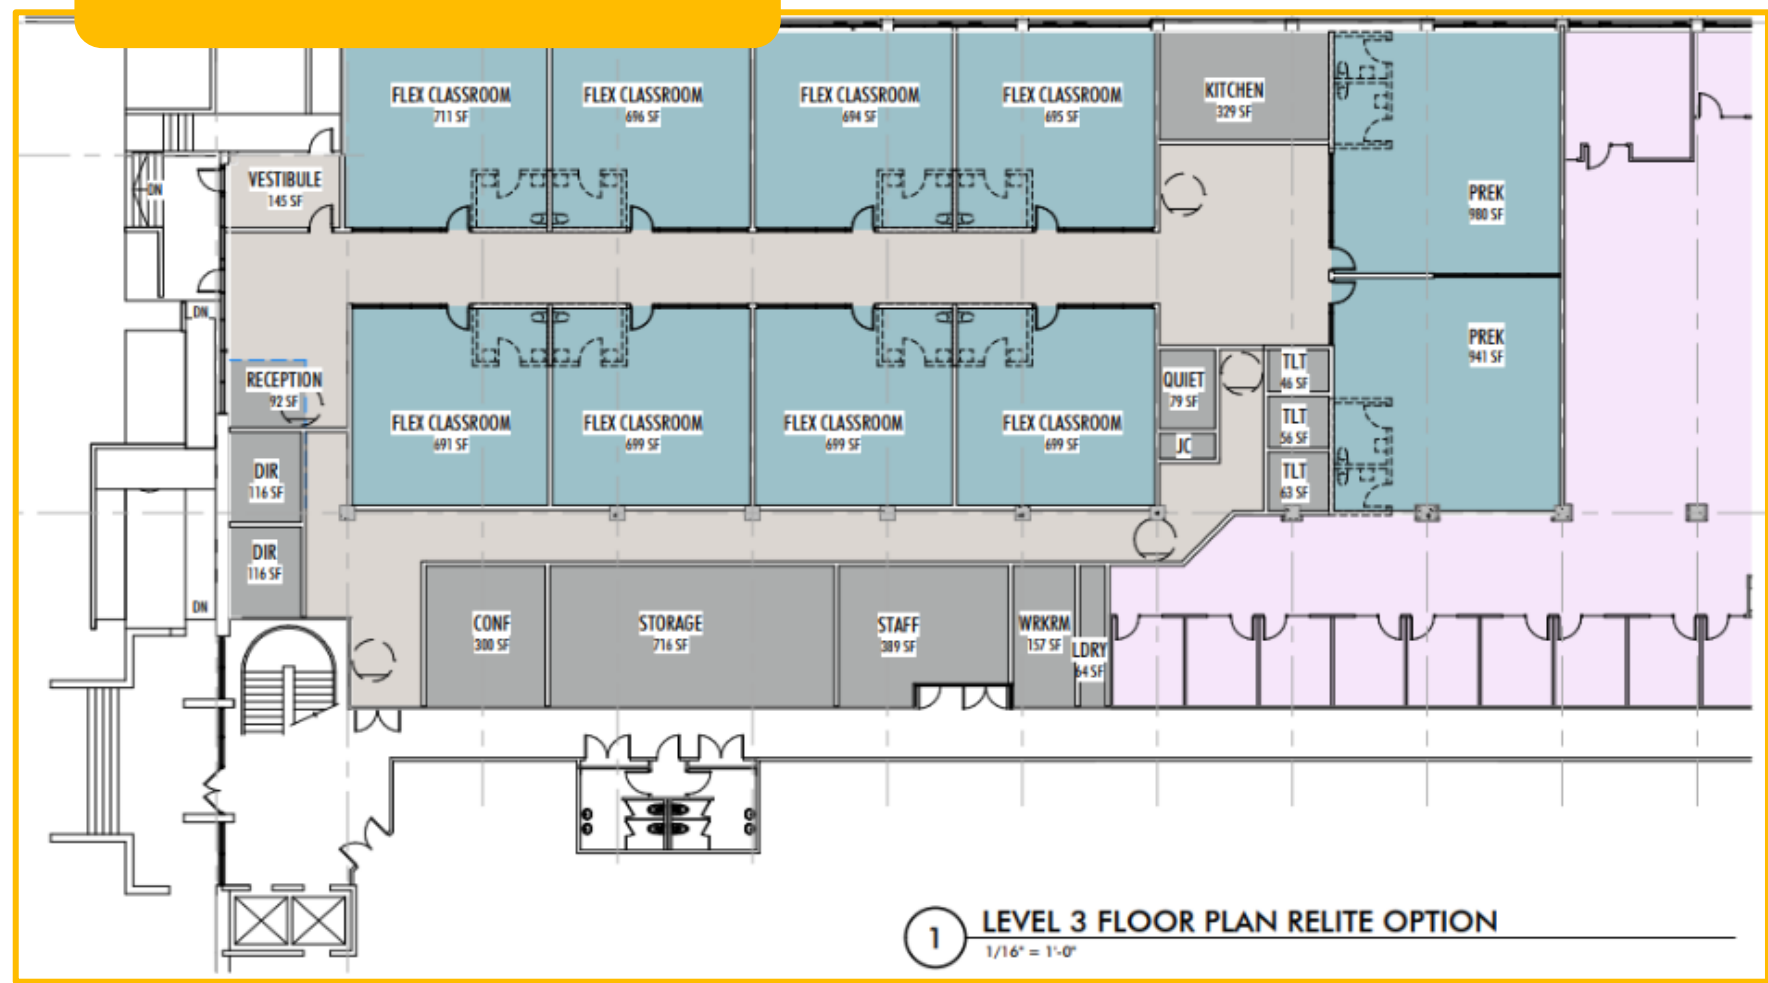 FLEX CLASSROOM
711 SF
FLEX CLASSROOM
696 SF
FLEX CLASSROOM
694 SF
FLEX CLASSROOM
695 SF
KITCHEN
329 SF
VESTIBULE
145 SF
DN
PREK
980 SF
DN
PREK
941 SF
RECEPTION
92 SF
FLEX CLASSROOM
691 SF
FLEX CLASSROOM
699 SF
FLEX CLASSROOM
699 SF
FLEX CLASSROOM
699 SF
QUIET
79 SF
JC
TLT
46 SF
TLT
56 SF
TLT
63 SF
DIR
116 SF
DIR
116 SF
DN
CONF
300 SF
STORAGE
716 SF
STAFF
389 SF
WRKRM
157 SF
LDRY
64 SF
1
LEVEL 3 FLOOR PLAN RELITE OPTION
1/16" = 1'-0"